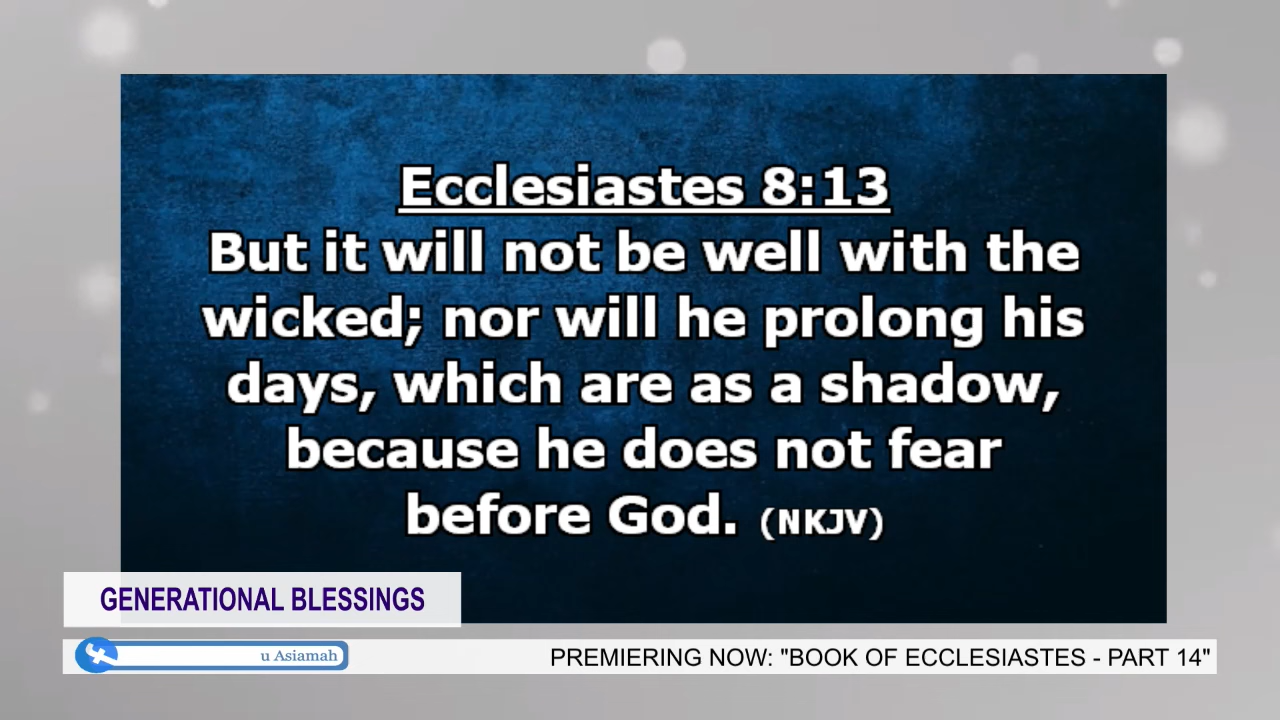 Ecclesiastes 8:13
But it will not be well with the
wicked; nor will he prolong his
days, which are as a shadow,
because he does not fear
before God. (NKJV)
GENERATIONAL BLESSINGS
u Asiamah
PREMIERING NOW: "BOOK OF ECCLESIASTES - PART 14"